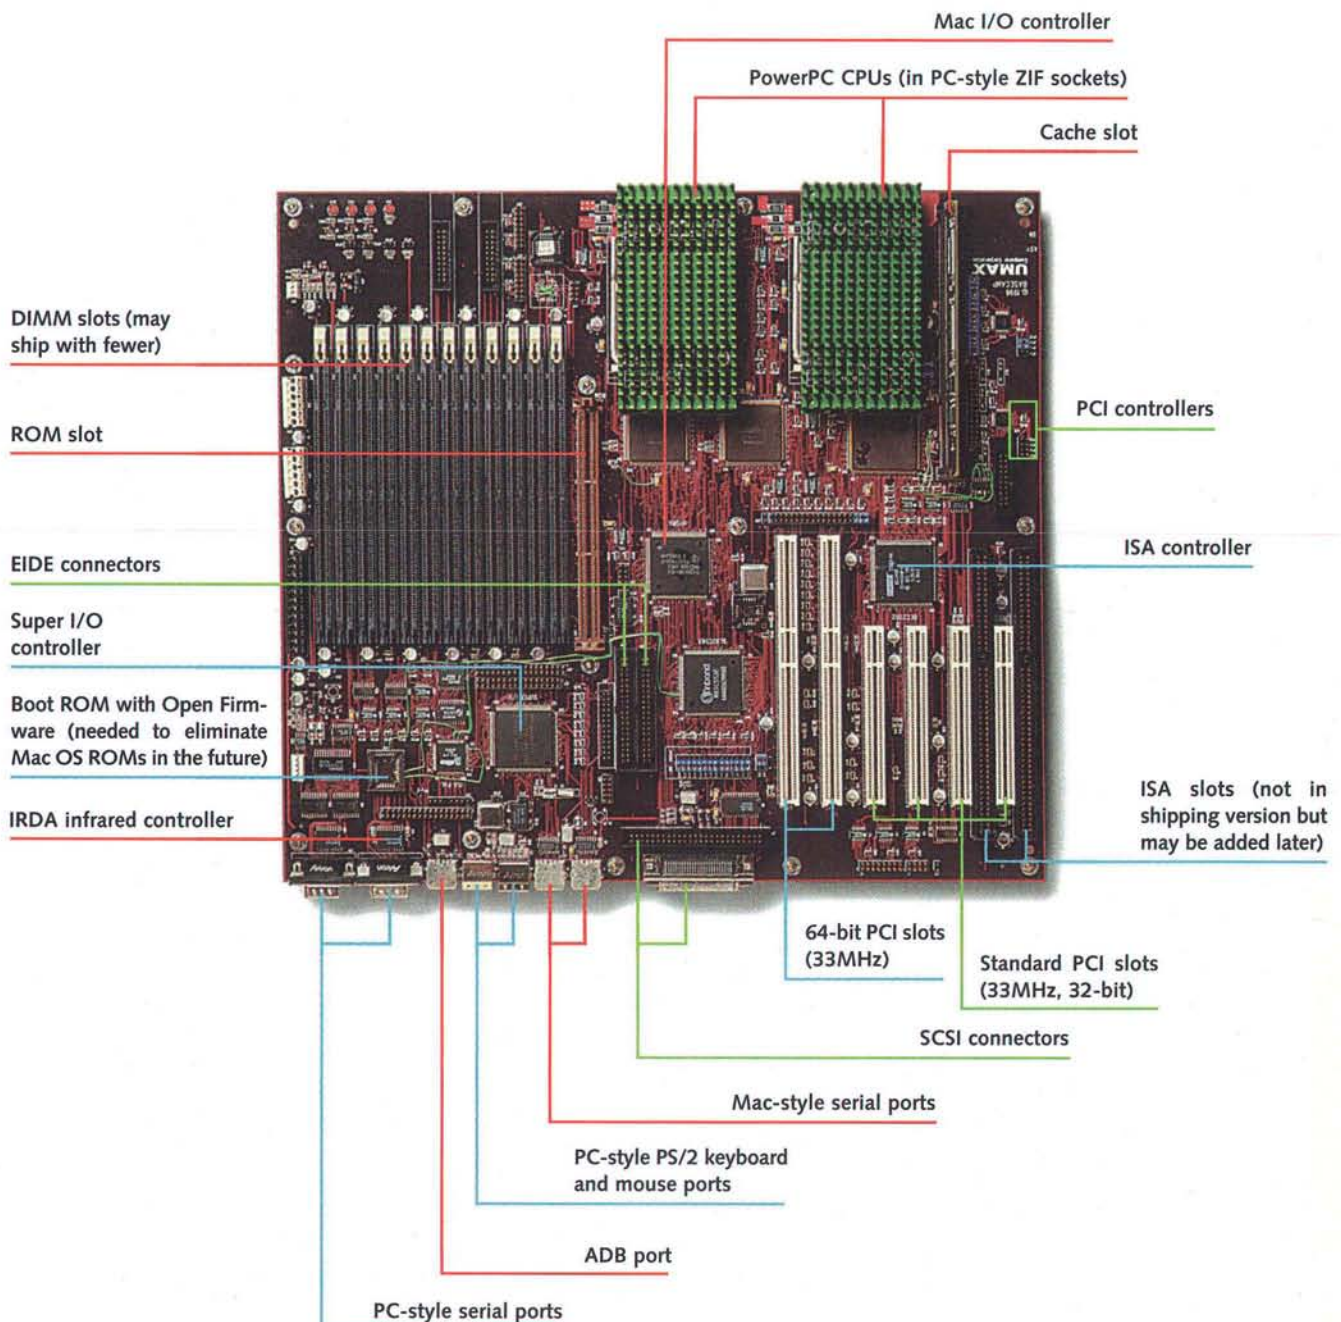 Mac I/O controller
PowerPC CPUs (in PC-style ZIF sockets)
Cache slot
UMAX
DIMM slots (may
ship with fewer)
ROM slot
PCI controllers
EIDE connectors
ISA controller
Super I/O
controller
Boot ROM with Open Firm-
ware (needed to eliminate
Mac OS ROMs in the future)
IRDA infrared controller
ISA slots (not in
shipping version but
may be added later)
64-bit PCI slots
(33MHz)
Standard PCI slots
(33MHz, 32-bit)
SCSI connectors
Mac-style serial ports
PC-style PS/2 keyboard
and mouse ports
ADB port
PC-style serial ports